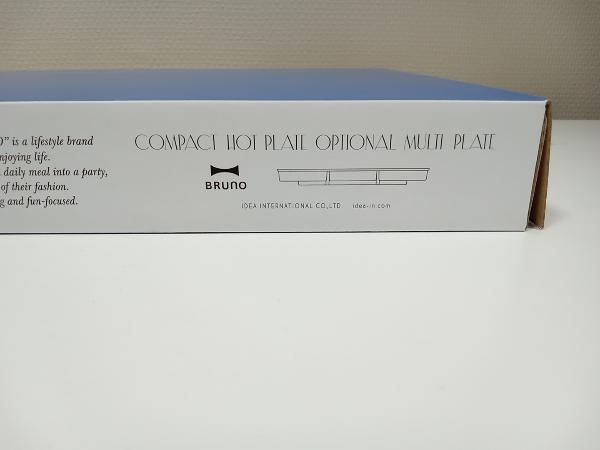 O" is a lifestyle brand
njoying life.
daily meal into a party,
of their fashion.
g and fun-focused.
COMPACT HOT PLATE OPTIONAL MULTI PLATE
BRUNO
IDEA INTERNATIONAL CO.,LTD. idea-in.com